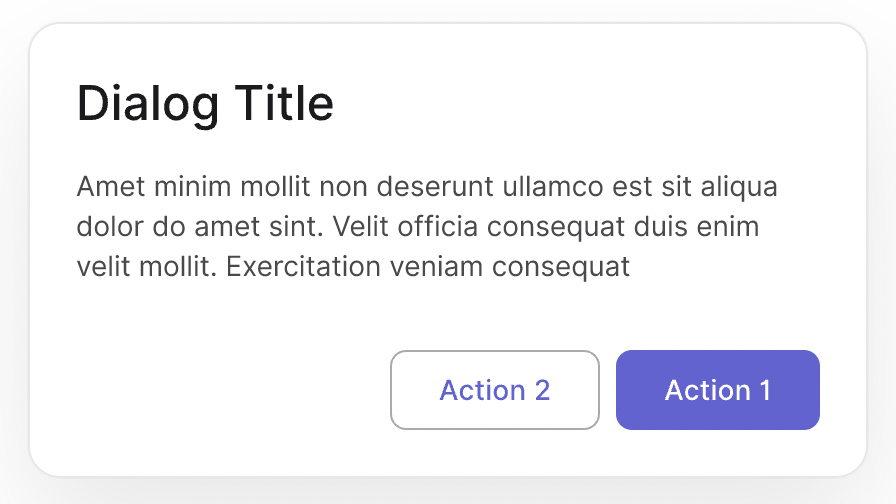 Dialog Title
Amet minim mollit non deserunt ullamco est sit aliqua
dolor do amet sint. Velit officia consequat duis enim
velit mollit. Exercitation veniam consequat
Action 2
Action 1